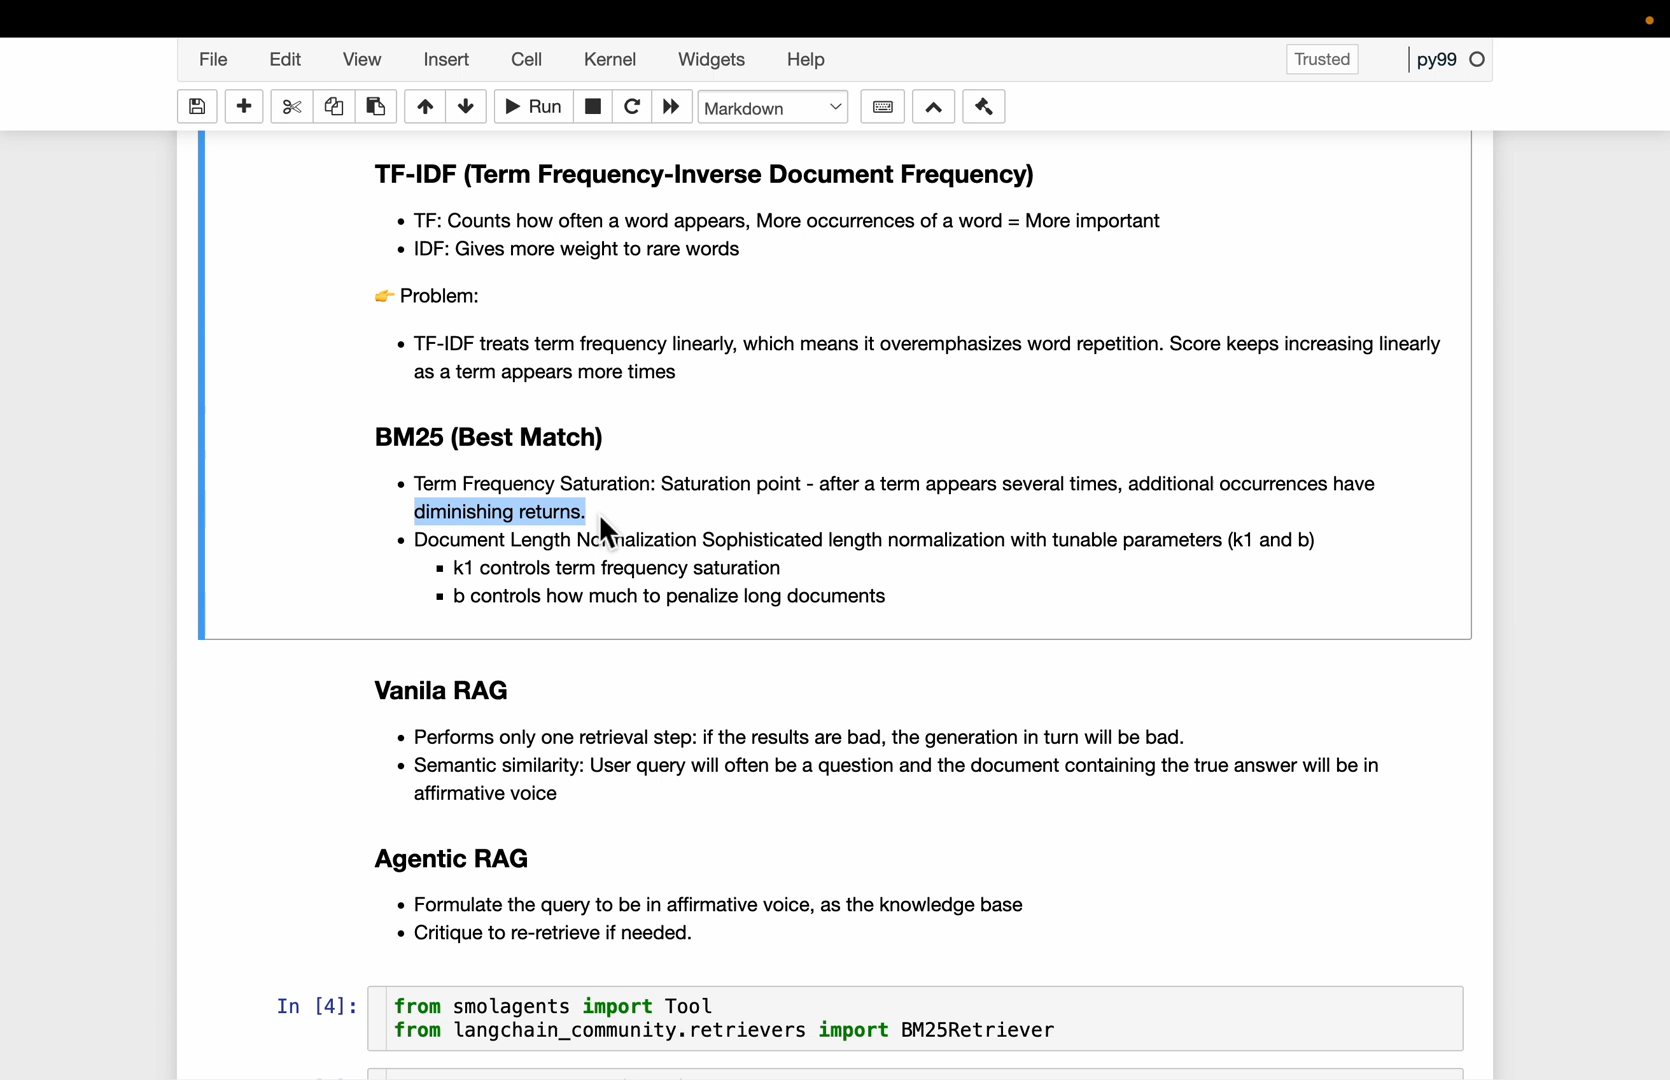 File Edit View Insert Cell Kernel Widgets Help Trusted py99
Run Markdown
TF-IDF (Term Frequency-Inverse Document Frequency)
• TF: Counts how often a word appears, More occurrences of a word = More important
• IDF: Gives more weight to rare words
👉 Problem:
• TF-IDF treats term frequency linearly, which means it overemphasizes word repetition. Score keeps increasing linearly
as a term appears more times
BM25 (Best Match)
• Term Frequency Saturation: Saturation point - after a term appears several times, additional occurrences have
diminishing returns.
• Document Length Normalization Sophisticated length normalization with tunable parameters (k1 and b)
▪ k1 controls term frequency saturation
▪ b controls how much to penalize long documents
Vanila RAG
• Performs only one retrieval step: if the results are bad, the generation in turn will be bad.
• Semantic similarity: User query will often be a question and the document containing the true answer will be in
affirmative voice
Agentic RAG
• Formulate the query to be in affirmative voice, as the knowledge base
• Critique to re-retrieve if needed.
In [4]: from smolagents import Tool
from langchain_community.retrievers import BM25Retriever